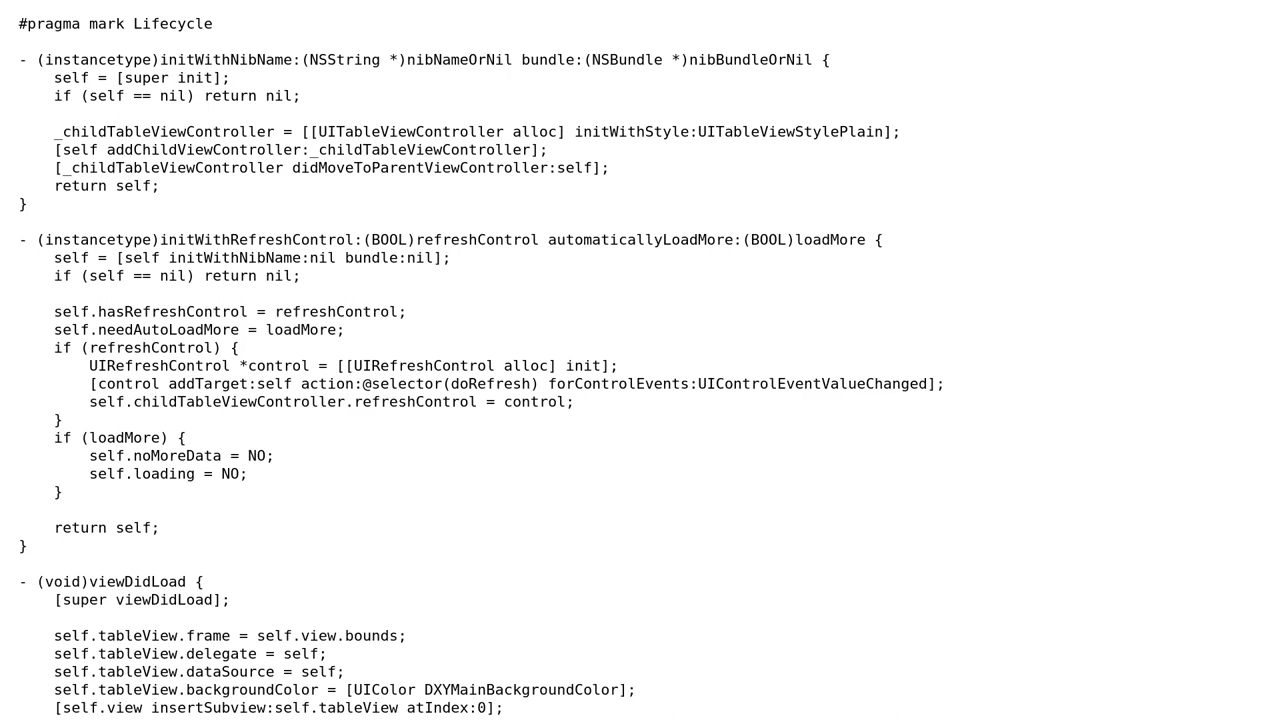 #pragma mark Lifecycle

- (instancetype)initWithNibName:(NSString *)nibNameOrNil bundle:(NSBundle *)nibBundleOrNil {
    self = [super init];
    if (self == nil) return nil;

    _childTableViewController = [[UITableViewController alloc] initWithStyle:UITableViewStylePlain];
    [self addChildViewController:_childTableViewController];
    [_childTableViewController didMoveToParentViewController:self];
    return self;
}

- (instancetype)initWithRefreshControl:(BOOL)refreshControl automaticallyLoadMore:(BOOL)loadMore {
    self = [self initWithNibName:nil bundle:nil];
    if (self == nil) return nil;

    self.hasRefreshControl = refreshControl;
    self.needAutoLoadMore = loadMore;
    if (refreshControl) {
        UIRefreshControl *control = [[UIRefreshControl alloc] init];
        [control addTarget:self action:@selector(doRefresh) forControlEvents:UIControlEventValueChanged];
        self.childTableViewController.refreshControl = control;
    }
    if (loadMore) {
        self.noMoreData = NO;
        self.loading = NO;
    }

    return self;
}

- (void)viewDidLoad {
    [super viewDidLoad];

    self.tableView.frame = self.view.bounds;
    self.tableView.delegate = self;
    self.tableView.dataSource = self;
    self.tableView.backgroundColor = [UIColor DXYMainBackgroundColor];
    [self.view insertSubview:self.tableView atIndex:0];